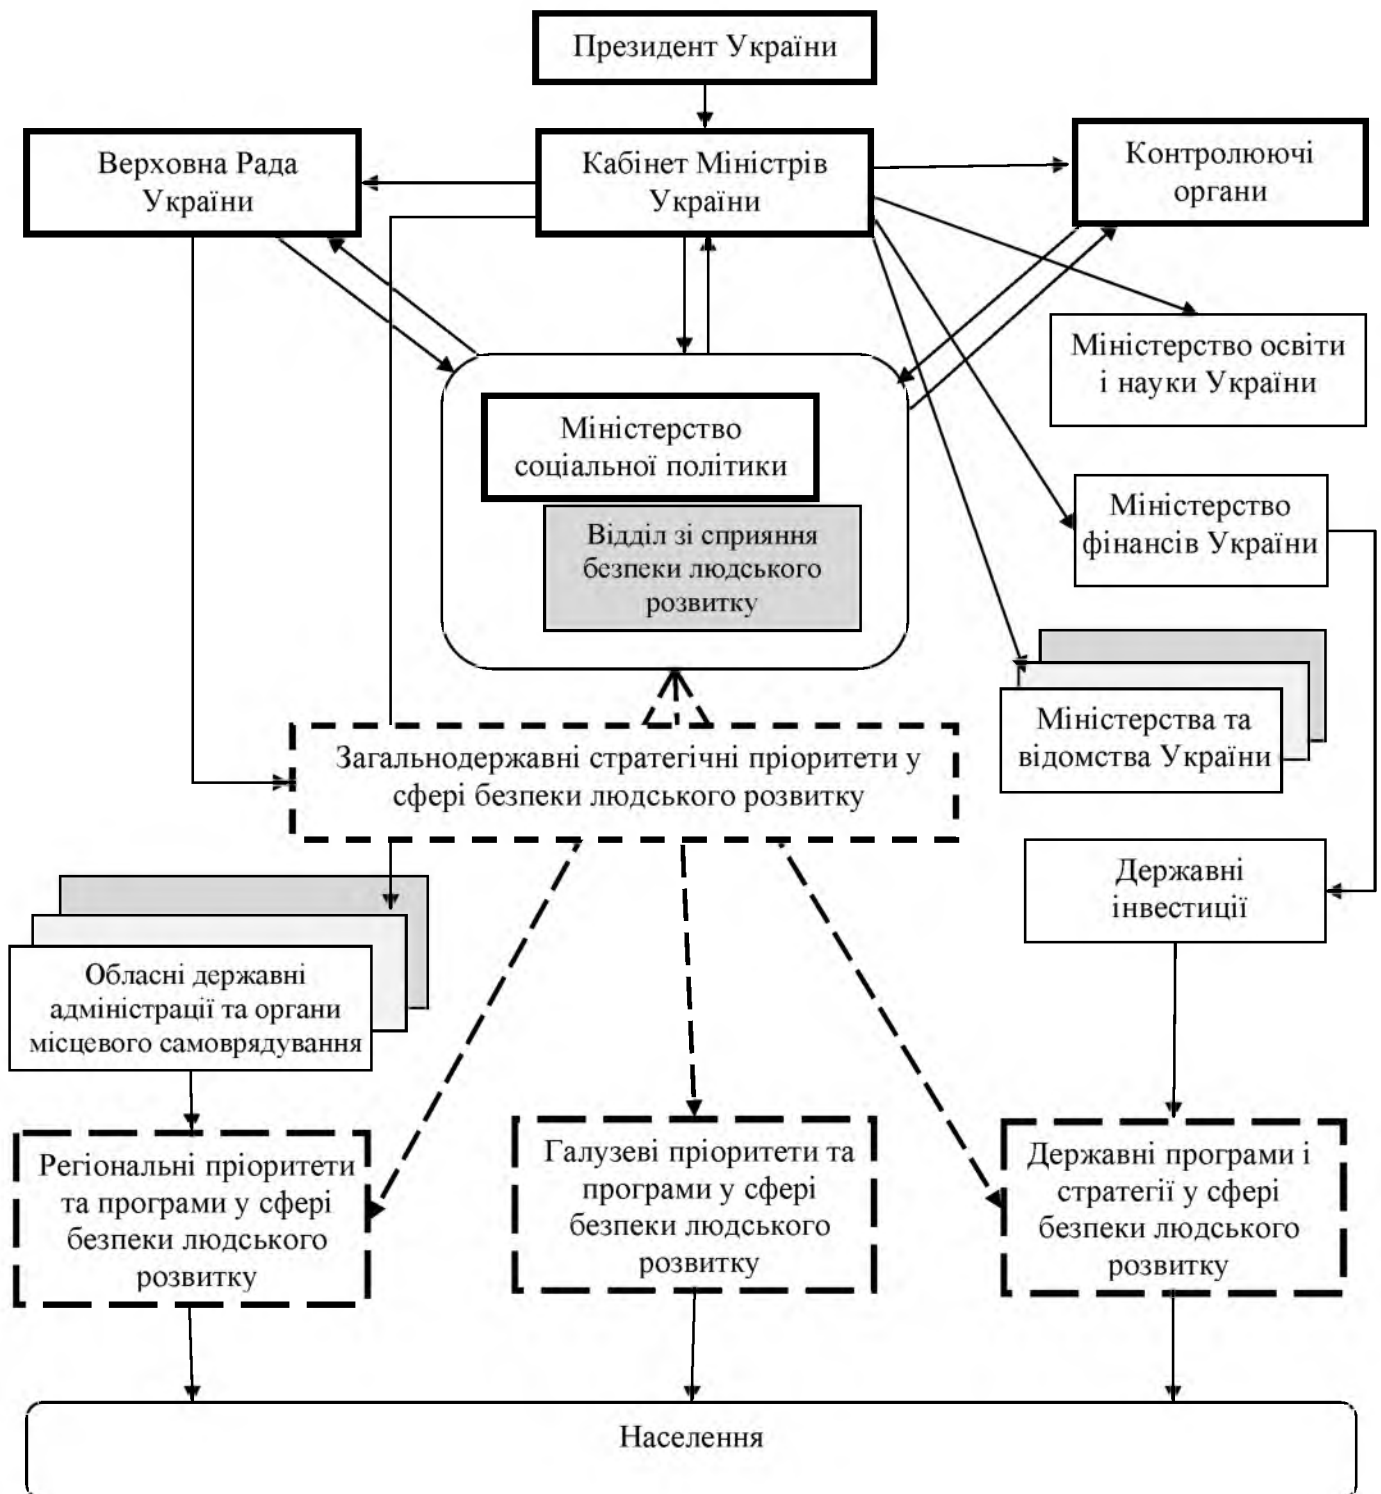 Президент України
Верховна Рада
України
Кабінет Міністрів
України
Контролюючі
органи
Міністерство освіти
і науки України
Міністерство
соціальної політики
Відділ зі сприяння
безпеки людського
розвитку
Міністерство
фінансів України
Міністерства та
відомства України
Загальнодержавні стратегічні пріоритети у
сфері безпеки людського розвитку
Державні
інвестиції
Обласні державні
адміністрації та органи
місцевого самоврядування
Регіональні пріоритети
та програми у сфері
безпеки людського
розвитку
Галузеві пріоритети та
програми у сфері
безпеки людського
розвитку
Державні програми і
стратегії у сфері
безпеки людського
розвитку
Населення